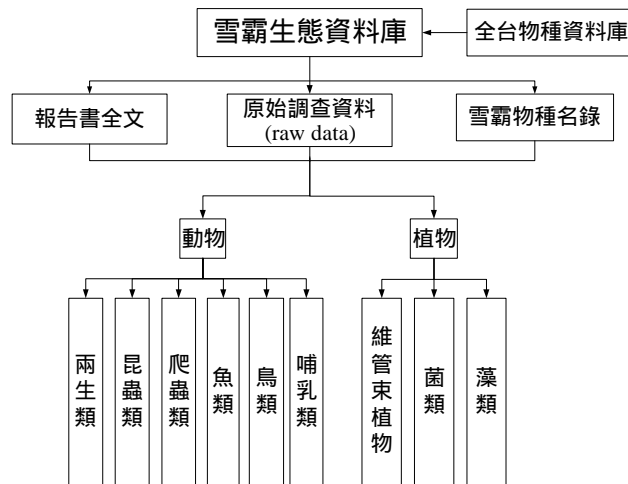 雪霸生態資料庫
全台物種資料庫
報告書全文
原始調查資料
(raw data)
雪霸物種名錄
動物
植物
兩生類
昆蟲類
爬蟲類
魚類
鳥類
哺乳類
維管束植物
菌類
藻類